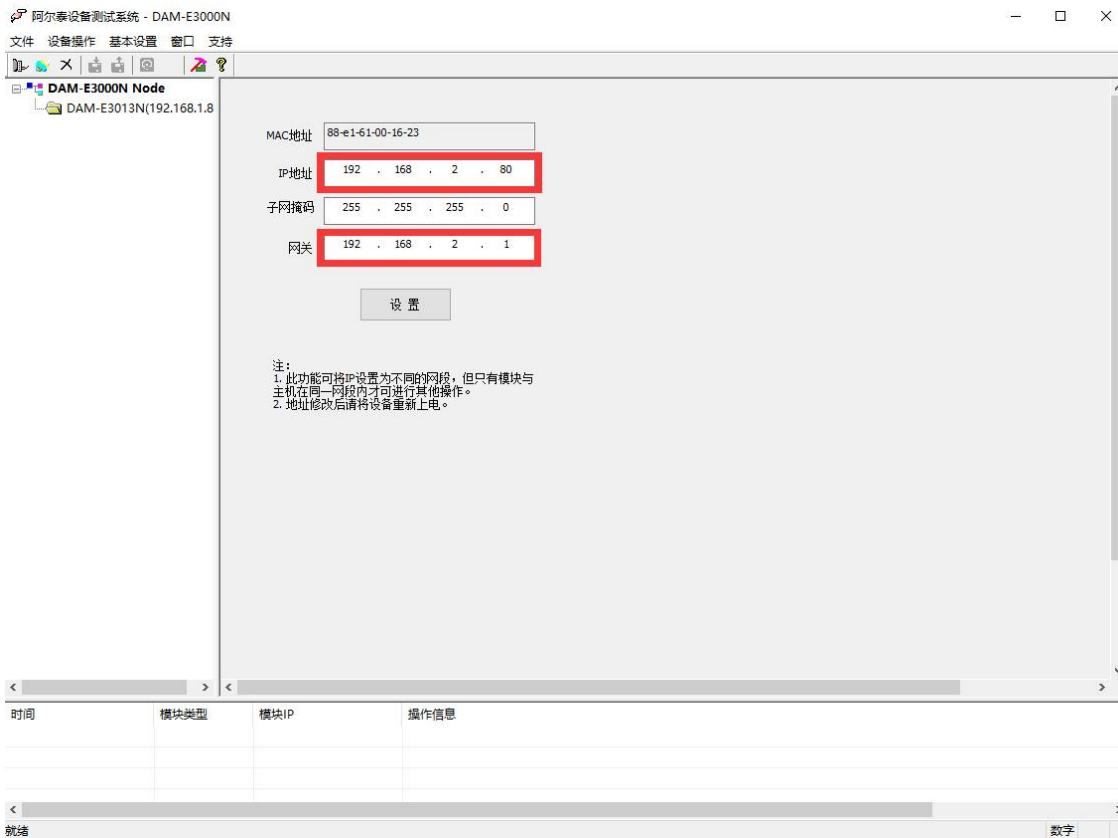 阿尔泰设备测试系统 - DAM-E3000N
文件 设备操作 基本设置 窗口 支持
DAM-E3000N Node
DAM-E3013N(192.168.1.8
MAC地址 88-e1-61-00-16-23
IP地址 192 . 168 . 2 . 80
子网掩码 255 . 255 . 255 . 0
网关 192 . 168 . 2 . 1
设 置
注:
1. 此功能可将IP设置为不同的网段，但只有模块与
主机在同一网段内才可进行其他操作。
2. 地址修改后请将设备重新上电。
时间 模块类型 模块IP 操作信息
就绪 数字